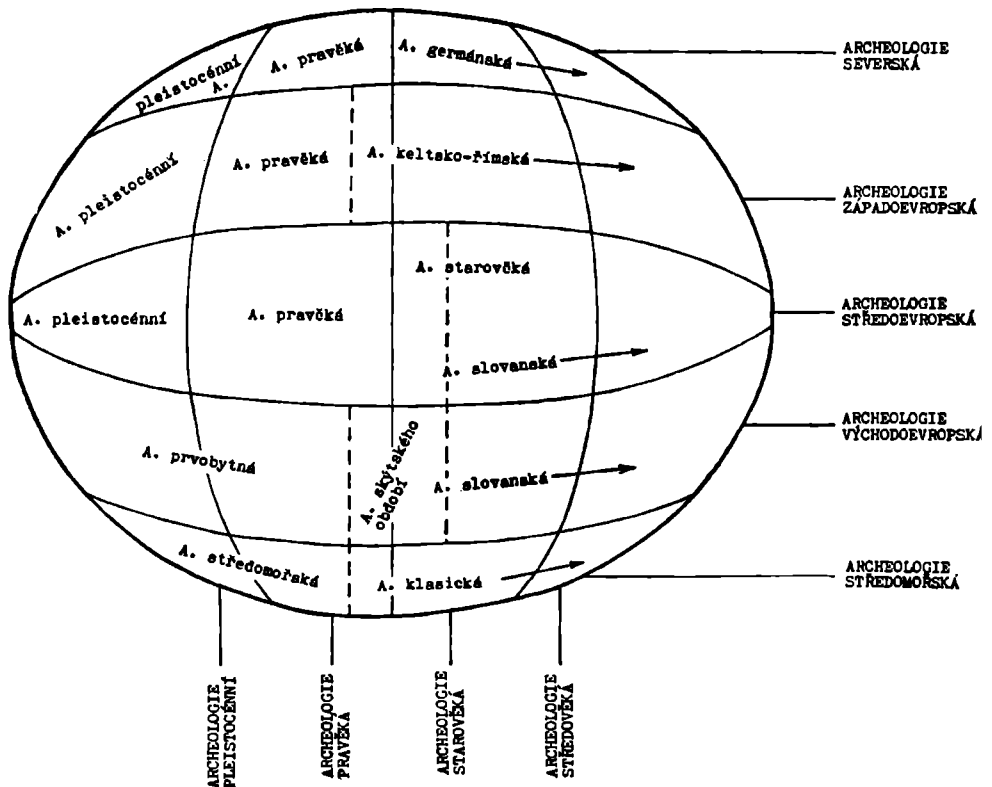 pleistocénní
A.
A. pravěká
A. germánská
ARCHEOLOGIE
SEVERSKÁ
A. pleistocénní
A. pravěká
A. keltsko-římská
ARCHEOLOGIE
ZÁPADOEVROPSKÁ
A. pleistocénní
A. pravěká
A. starověká
A. slovanská
ARCHEOLOGIE
STŘEDOEVROPSKÁ
A. prvobytná
A. skýtského
období
A. slovanská
ARCHEOLOGIE
VÝCHODOEVROPSKÁ
A. středomořská
A. klasická
ARCHEOLOGIE
STŘEDOMOŘSKÁ
ARCHEOLOGIE
PLEISTOCÉNNÍ
ARCHEOLOGIE
PRAVĚKÁ
ARCHEOLOGIE
STAROVĚKÁ
ARCHEOLOGIE
STŘEDOVĚKÁ